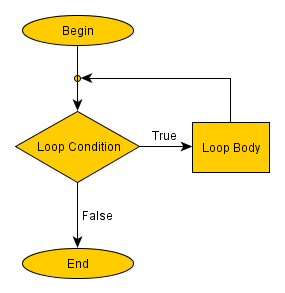 Begin
Loop Condition
True
Loop Body
False
End